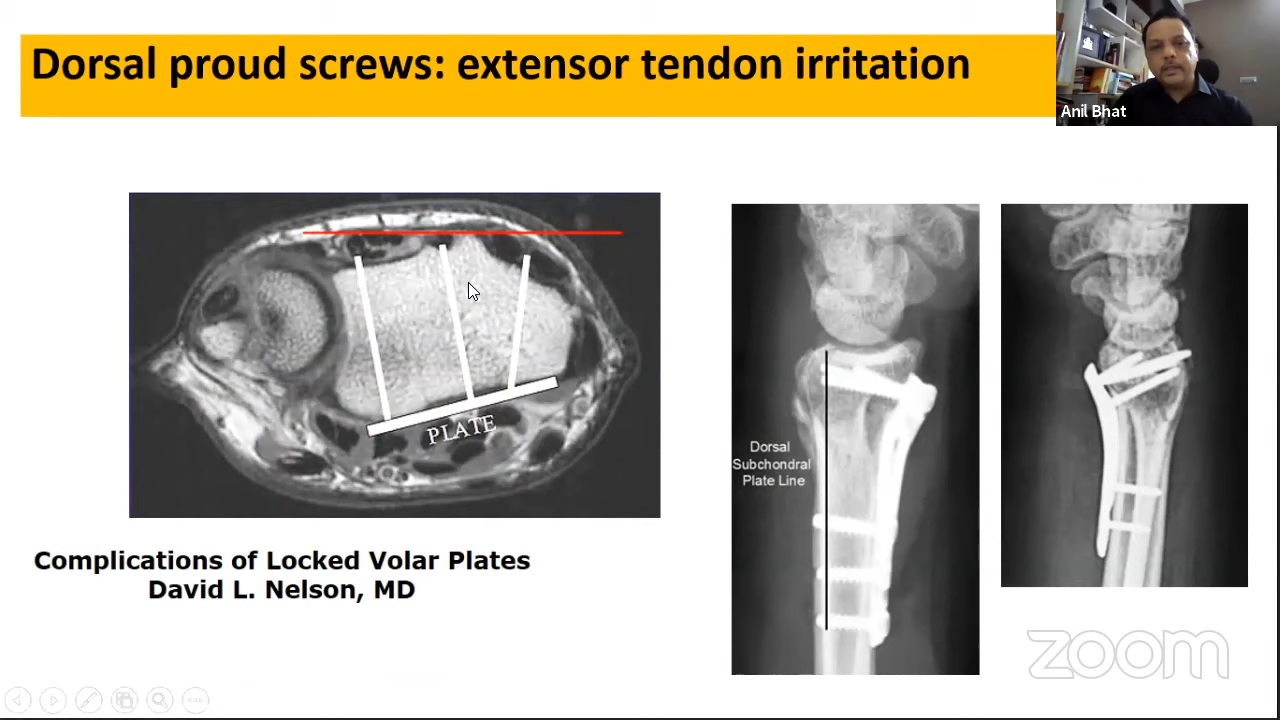 Dorsal proud screws: extensor tendon irritation
Anil Bhat
PLATE
Dorsal
Subchondral
Plate Line
Complications of Locked Volar Plates
David L. Nelson, MD
zoom